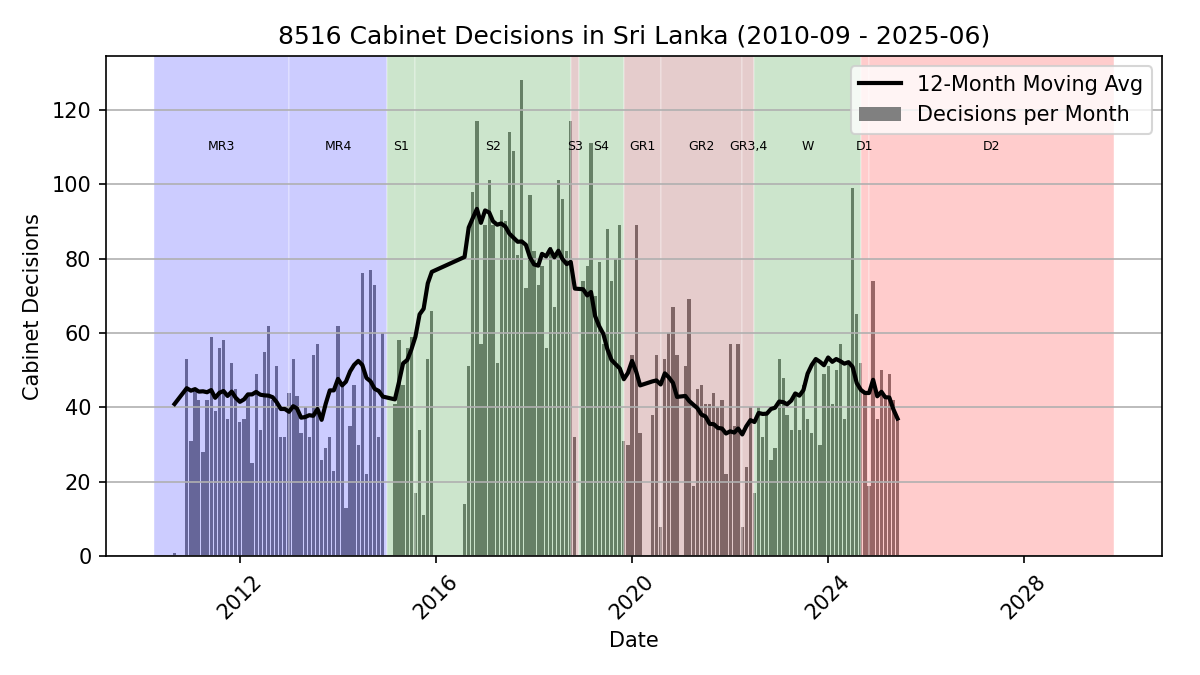 8516 Cabinet Decisions in Sri Lanka (2010-09 - 2025-06)
12-Month Moving Avg
Decisions per Month
MR3 MR4 S1 S2 S3 S4 GR1 GR2 GR3,4 W D1 D2
Cabinet Decisions
120
100
80
60
40
20
0
2012 2016 2020 2024 2028
Date